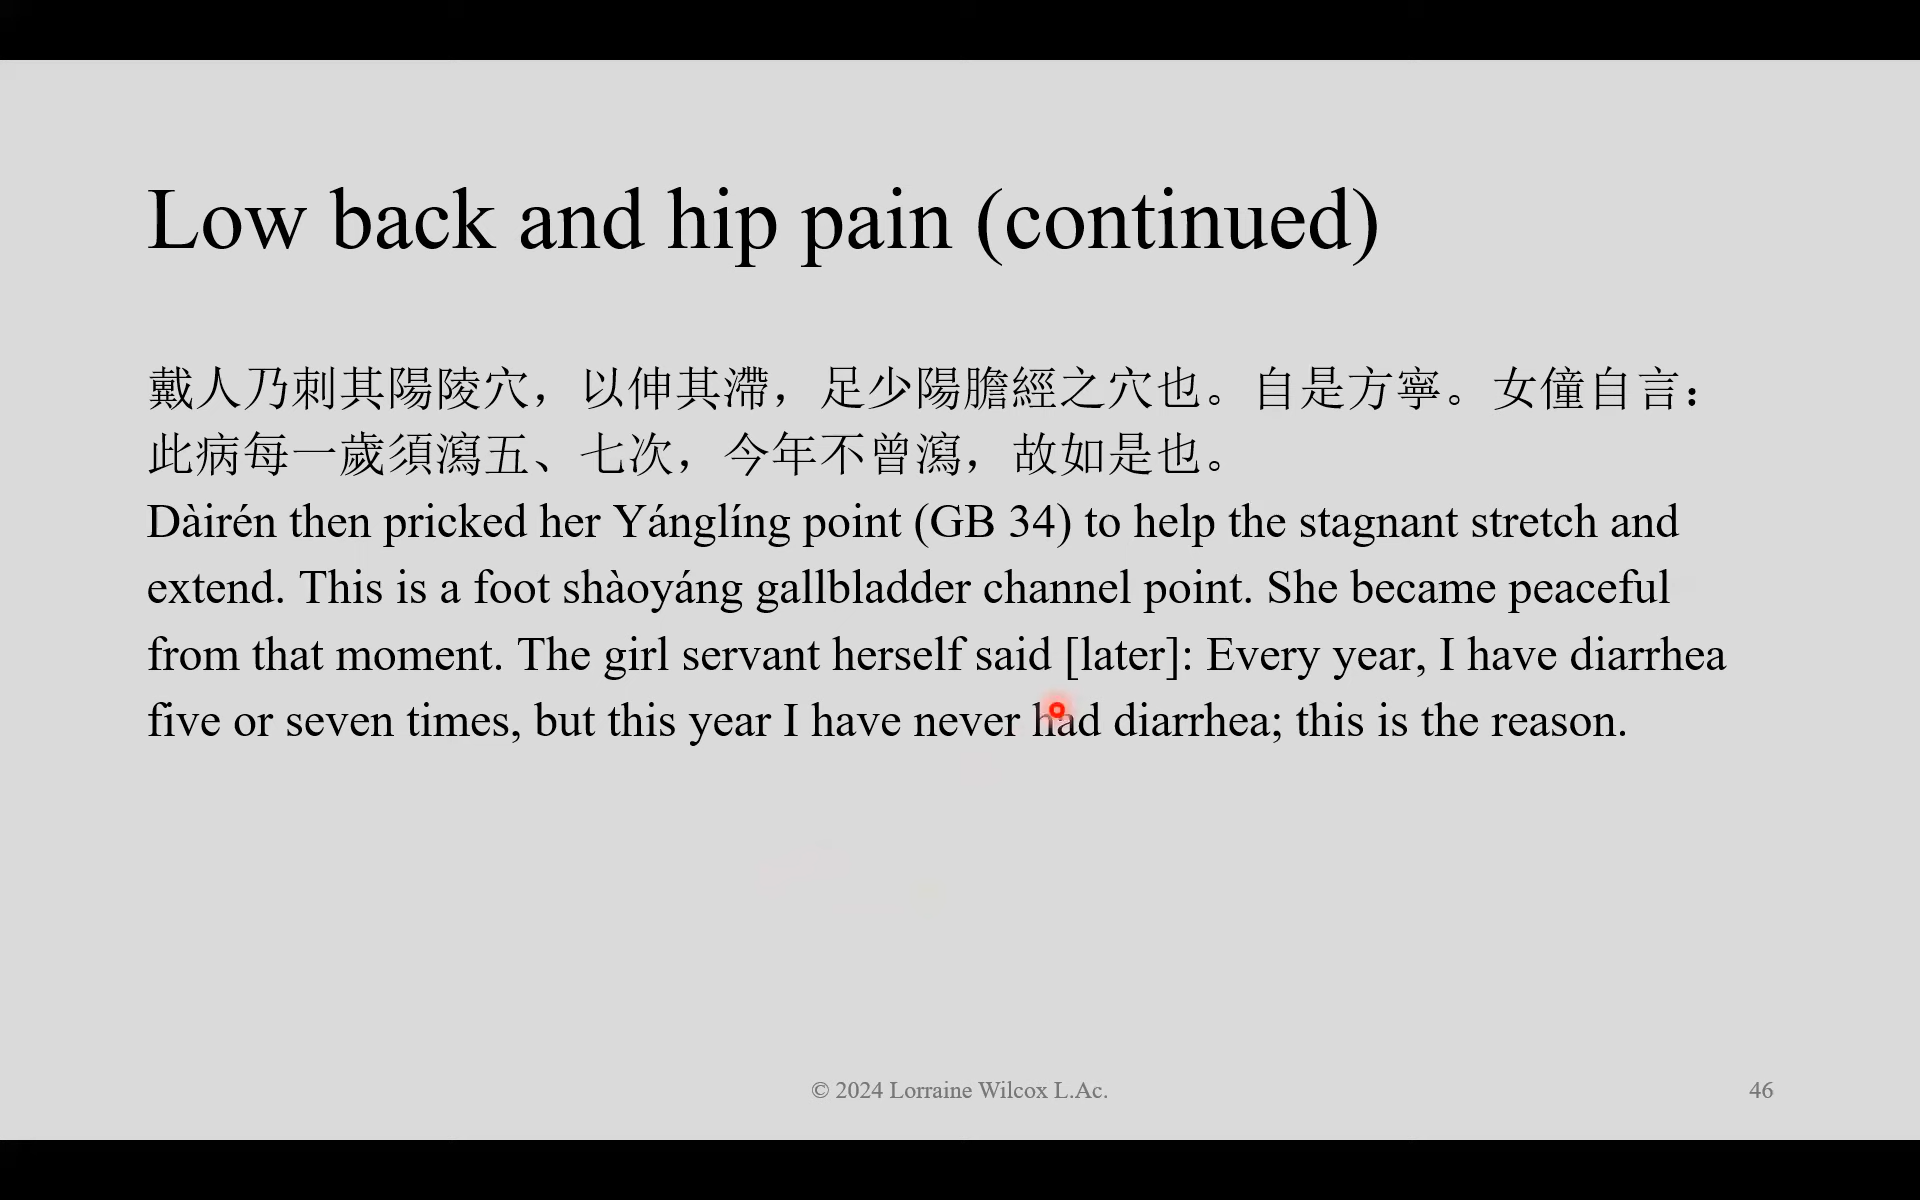 Low back and hip pain (continued)
戴人乃刺其陽陵穴，以伸其滯，足少陽膽經之穴也。自是方寧。女僮自言：
此病每一歲須瀉五、七次，今年不曾瀉，故如是也。
Dàirén then pricked her Yánglíng point (GB 34) to help the stagnant stretch and
extend. This is a foot shàoyáng gallbladder channel point. She became peaceful
from that moment. The girl servant herself said [later]: Every year, I have diarrhea
five or seven times, but this year I have never had diarrhea; this is the reason.
© 2024 Lorraine Wilcox L.Ac.
46